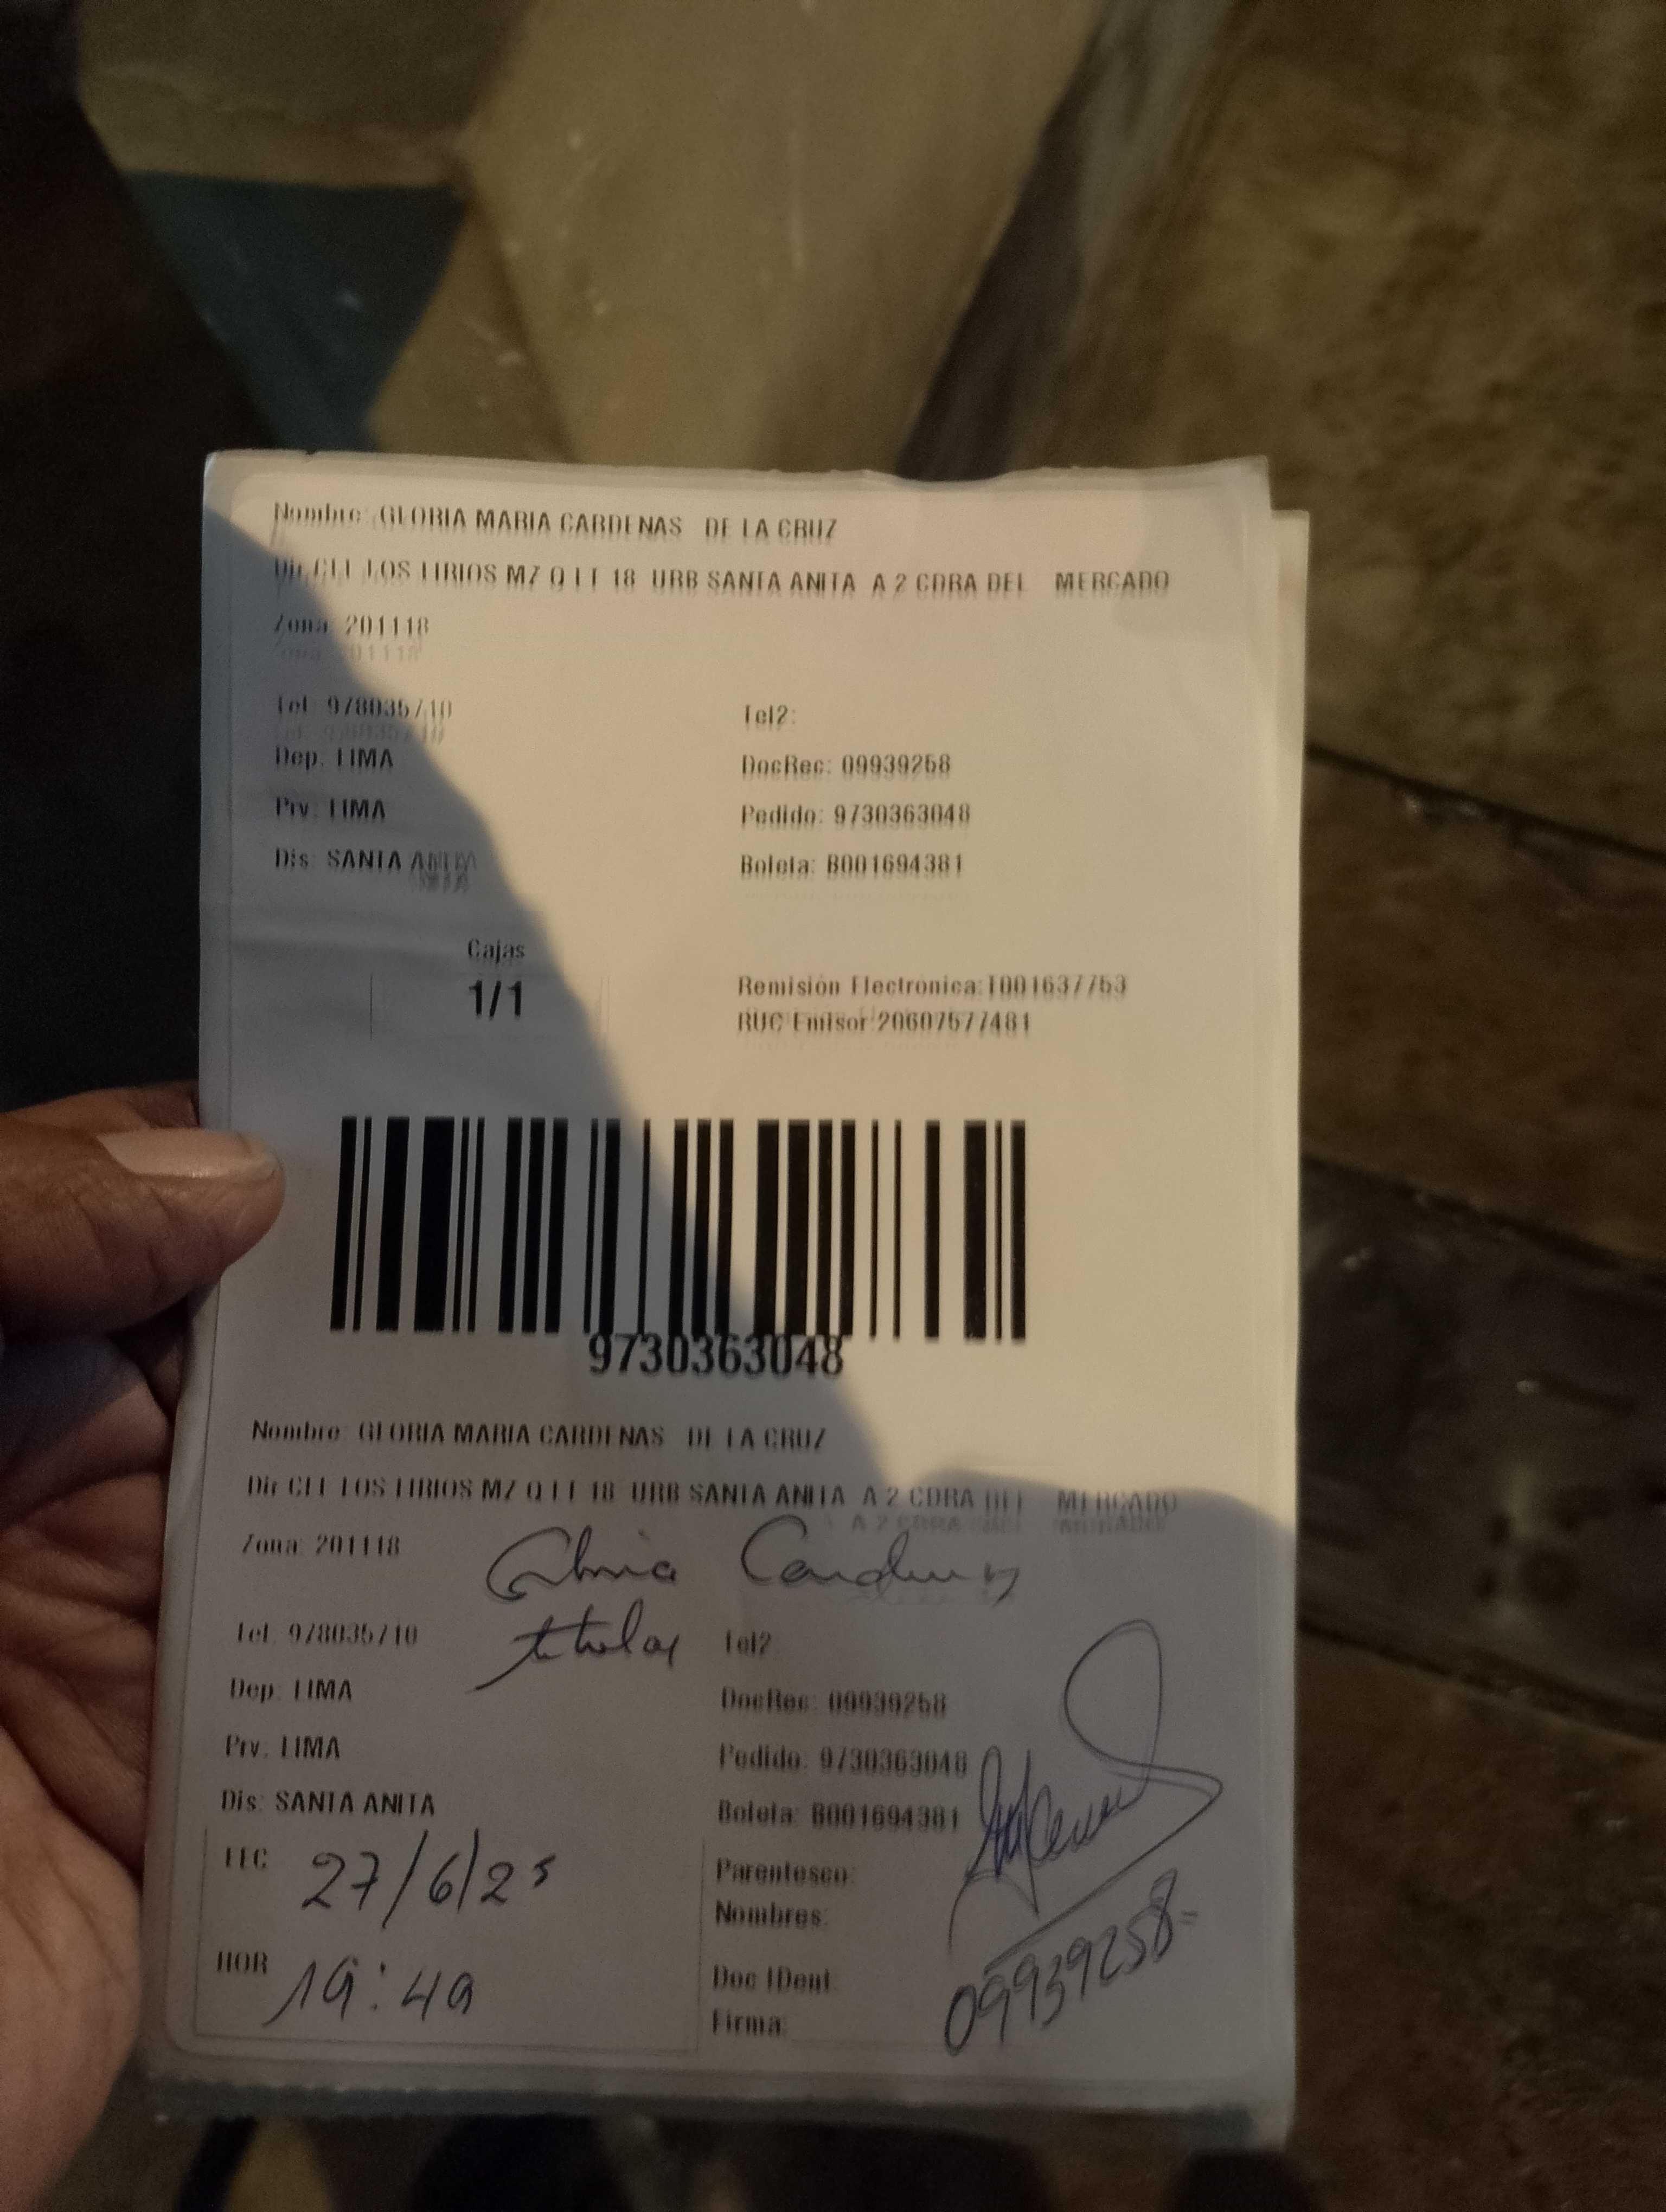 Nombre: GLORIA MARIA CARDENAS DE LA CRUZ
Dir CLL LOS LIRIOS MZ Q LT 18 URB SANTA ANITA A 2 CDRA DEL MERCADO
Zona: 201118
Tel: 978035710 Tel2:
Dep: LIMA DocRec: 09939258
Prv: LIMA Pedido: 9730363048
Dis: SANTA ANITA Boleta: B001694381
Cajas
1/1
Remisión Electronica:T001637753
RUC Emisor:20607577481
9730363048
Nombre: GLORIA MARIA CARDENAS DE LA CRUZ
Dir CLL LOS LIRIOS MZ Q LT 18 URB SANTA ANITA A 2 CDRA DEL MERCADO
Zona: 201118 Gloria Cardenas
Tel: 978035710 titular Tel2:
Dep: LIMA DocRec: 09939258
Prv: LIMA Pedido: 9730363048
Dis: SANTA ANITA Boleta: B001694381
FEC 27/6/25 Parentesco:
Nombres:
HOR 19:49 Doc IDent:
09939258
Firma: